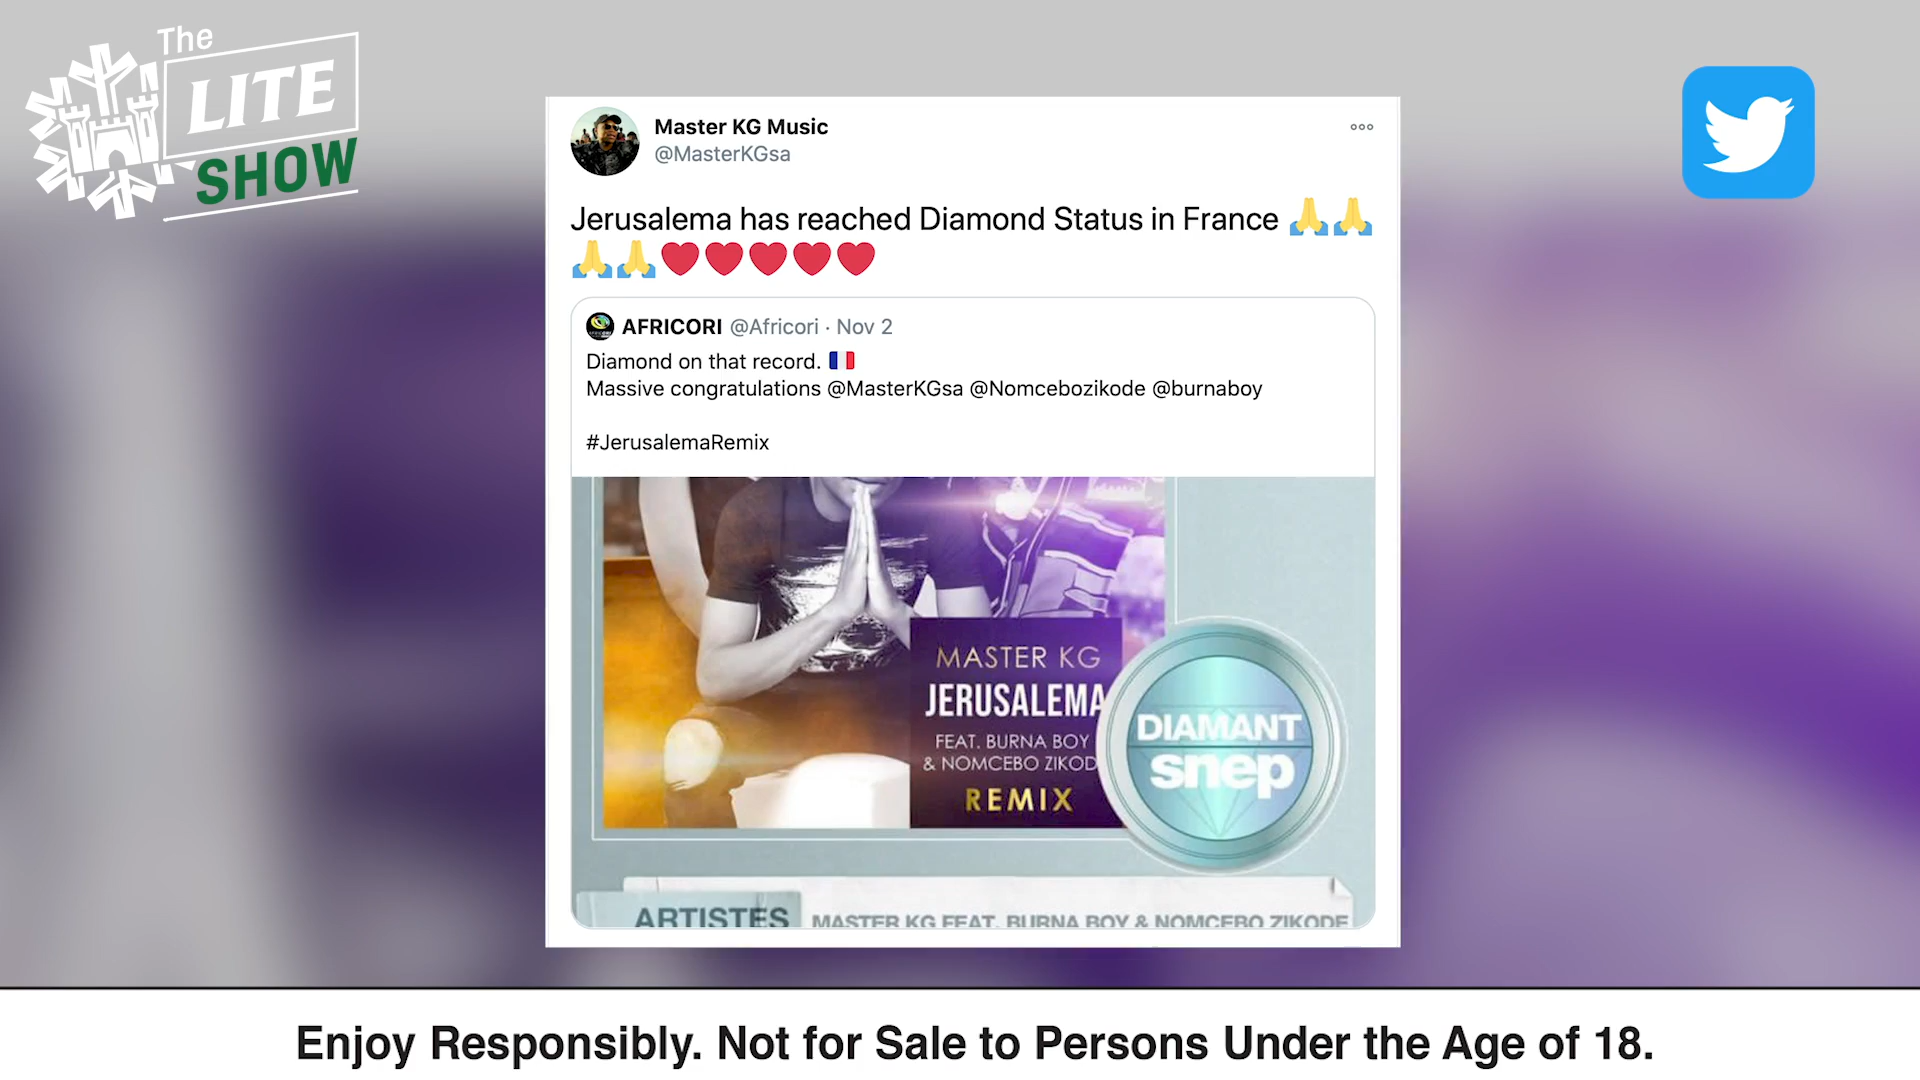 The
LITE
SHOW
Master KG Music
@MasterKGsa
Jerusalema has reached Diamond Status in France 🙏🙏
🙏🙏❤️❤️❤️❤️❤️
AFRICORI @Africori · Nov 2
Diamond on that record. 🇫🇷
Massive congratulations @MasterKGsa @Nomcebozikode @burnaboy
#JerusalemaRemix
MASTER KG
JERUSALEMA
FEAT. BURNA BOY
& NOMCEBO ZIKOD
REMIX
DIAMANT
snep
ARTISTES MASTER KG FEAT. BURNA BOY & NOMCEBO ZIKODE
Enjoy Responsibly. Not for Sale to Persons Under the Age of 18.